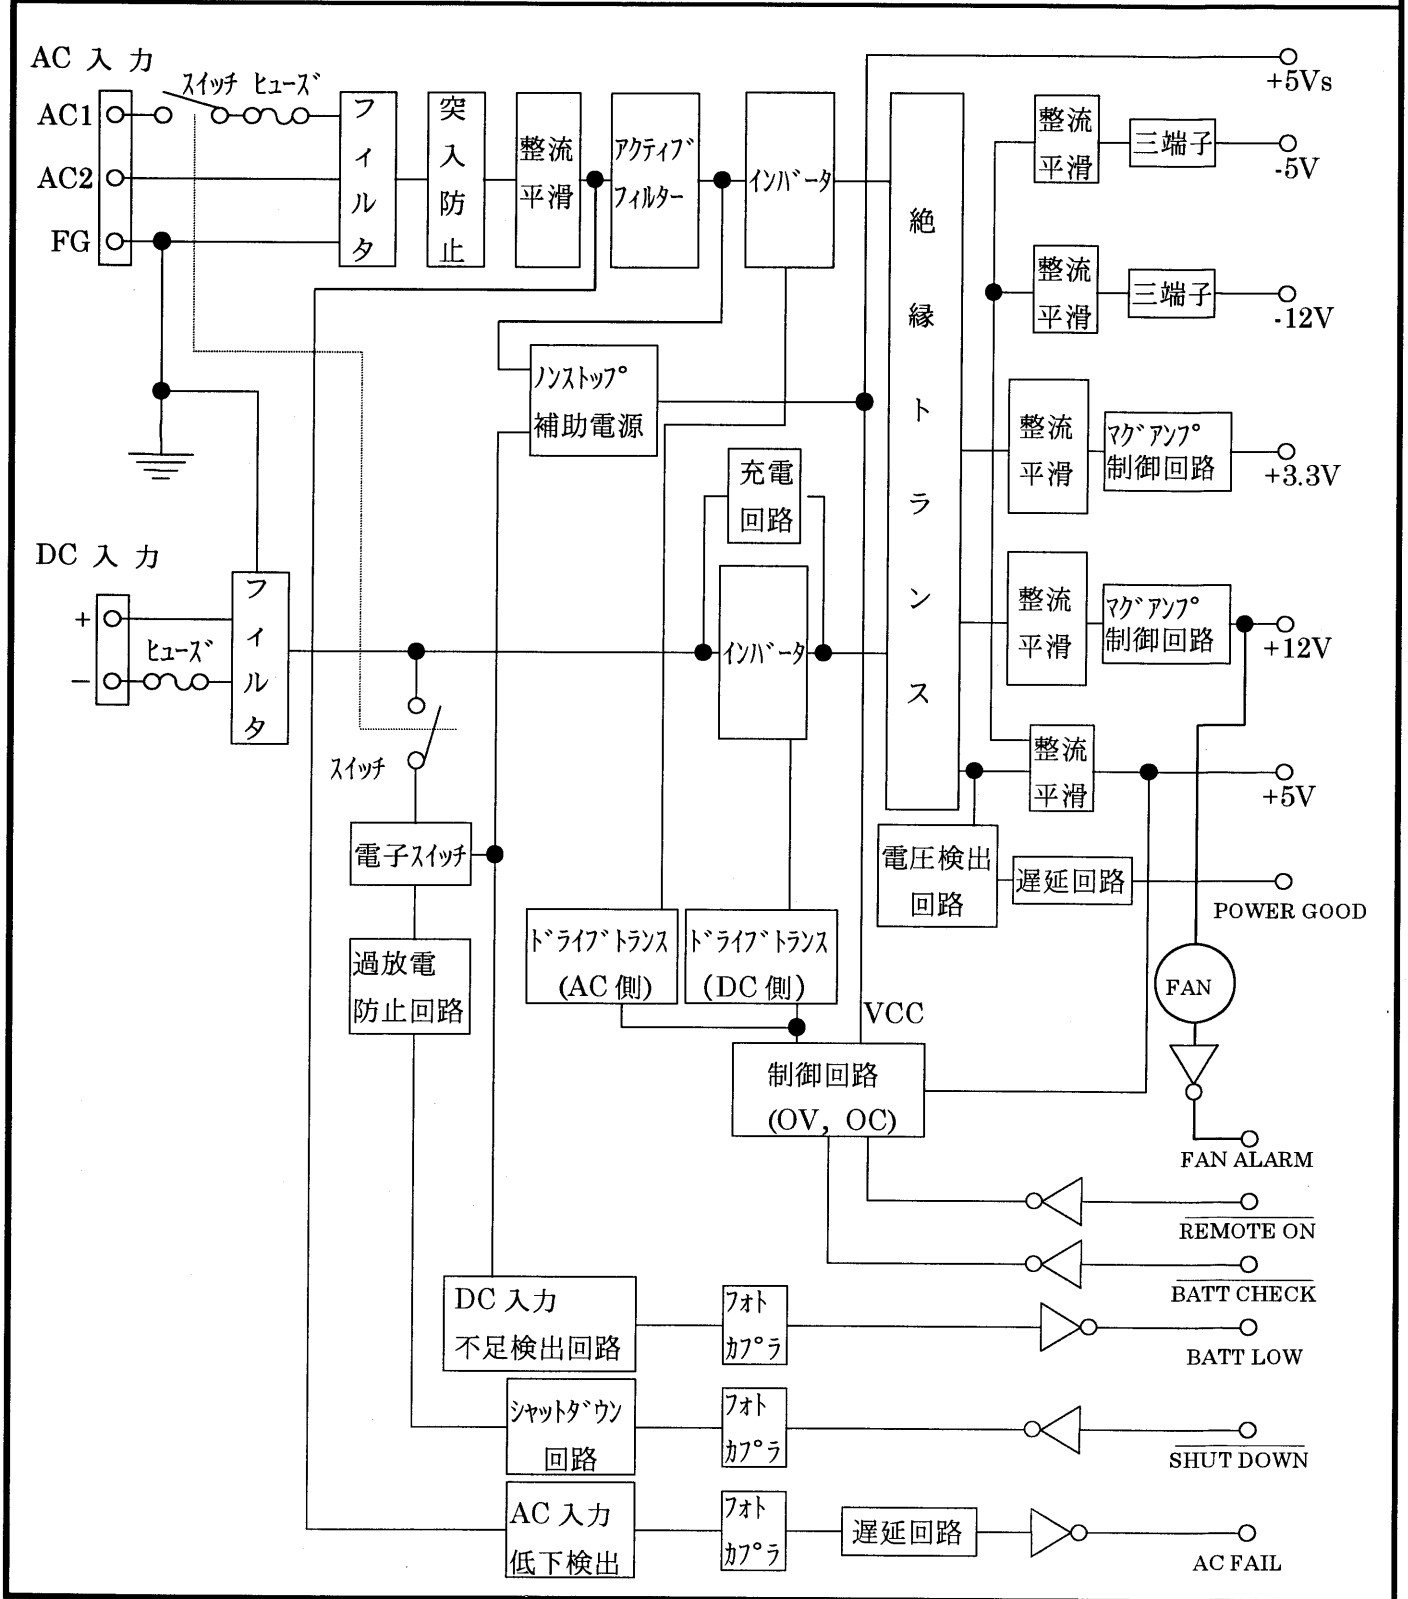 AC 入 力
スイッチ ヒューズ
AC1
AC2
FG
フィルタ
突入防止
整流
平滑
アクティブ
フィルター
インバータ
絶縁トランス
+5Vs
整流
平滑
三端子
-5V
整流
平滑
三端子
-12V
ノンストップ
補助電源
整流
平滑
マグアンプ
制御回路
+3.3V
充電
回路
DC 入 力
+
ヒューズ
−
フィルタ
インバータ
整流
平滑
マグアンプ
制御回路
+12V
スイッチ
整流
平滑
+5V
電子スイッチ
電圧検出
回路
遅延回路
POWER GOOD
過放電
防止回路
ドライブトランス
(AC 側)
ドライブトランス
(DC 側)
FAN
VCC
制御回路
(OV, OC)
FAN ALARM
REMOTE ON
BATT CHECK
DC 入力
不足検出回路
フォト
カプラ
BATT LOW
シャットダウン
回路
フォト
カプラ
SHUT DOWN
AC 入力
低下検出
フォト
カプラ
遅延回路
AC FAIL